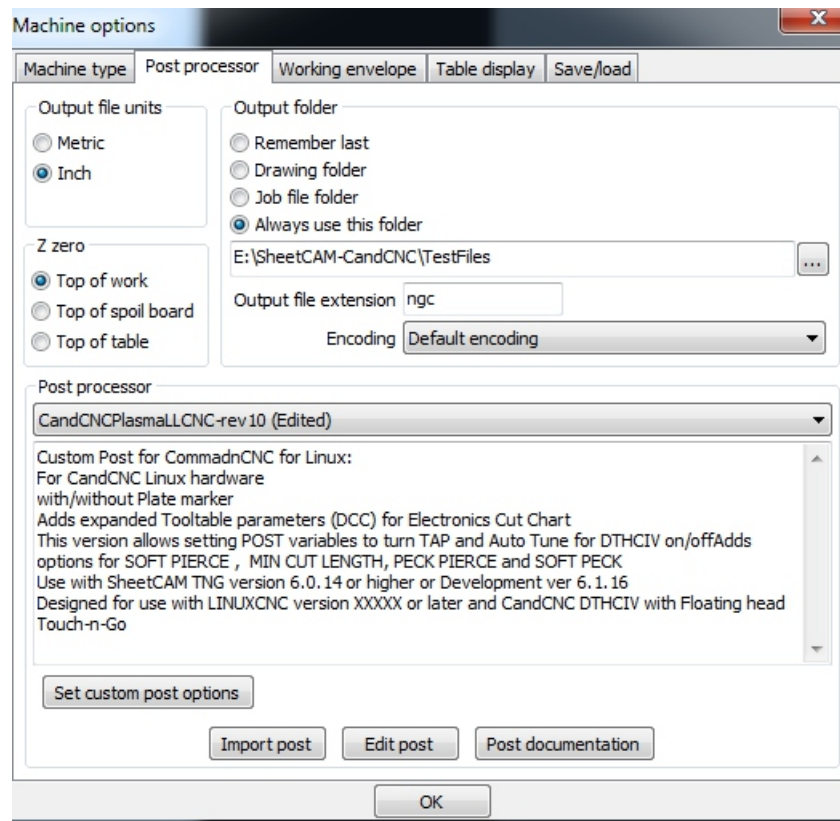 Machine options
Machine type Post processor Working envelope Table display Save/load
Output file units
Metric
Inch
Output folder
Remember last
Drawing folder
Job file folder
Always use this folder
E:\SheetCAM-CandCNC\TestFiles
...
Output file extension ngc
Encoding Default encoding
Z zero
Top of work
Top of spoil board
Top of table
Post processor
CandCNCPlasmaLLCNC-rev10 (Edited)
Custom Post for CommadnCNC for Linux:
For CandCNC Linux hardware
with/without Plate marker
Adds expanded Tooltable parameters (DCC) for Electronics Cut Chart
This version allows setting POST variables to turn TAP and Auto Tune for DTHCIV on/offAdds
options for SOFT PIERCE , MIN CUT LENGTH, PECK PIERCE and SOFT PECK
Use with SheetCAM TNG version 6.0.14 or higher or Development ver 6.1.16
Designed for use with LINUXCNC version XXXXX or later and CandCNC DTHCIV with Floating head
Touch-n-Go
Set custom post options
Import post Edit post Post documentation
OK